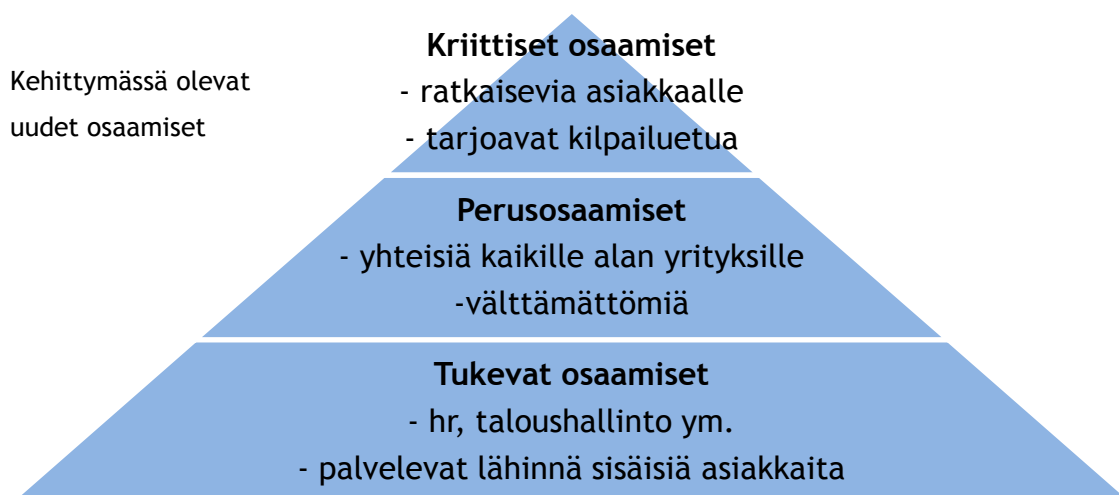 Kehittymässä olevat
uudet osaamiset
Kriittiset osaamiset
- ratkaisevia asiakkaalle
- tarjoavat kilpailuetua
Perusosaamiset
- yhteisiä kaikille alan yrityksille
-välttämättömiä
Tukevat osaamiset
- hr, taloushallinto ym.
- palvelevat lähinnä sisäisiä asiakkaita